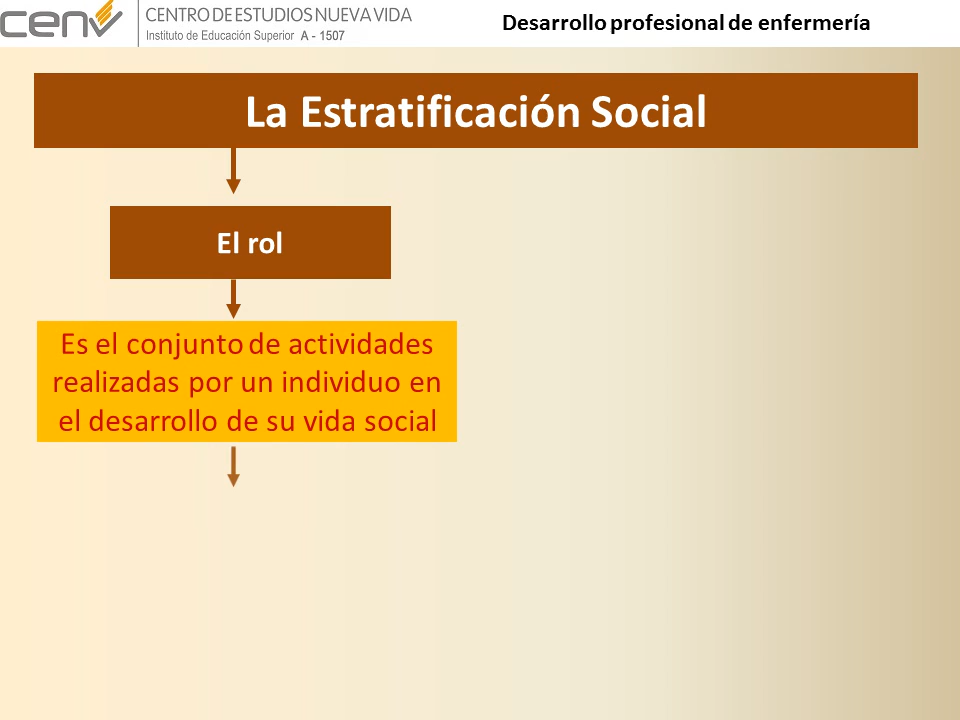 cenv
CENTRO DE ESTUDIOS NUEVA VIDA
Instituto de Educación Superior A - 1507
Desarrollo profesional de enfermería
La Estratificación Social
El rol
Es el conjunto de actividades
realizadas por un individuo en
el desarrollo de su vida social